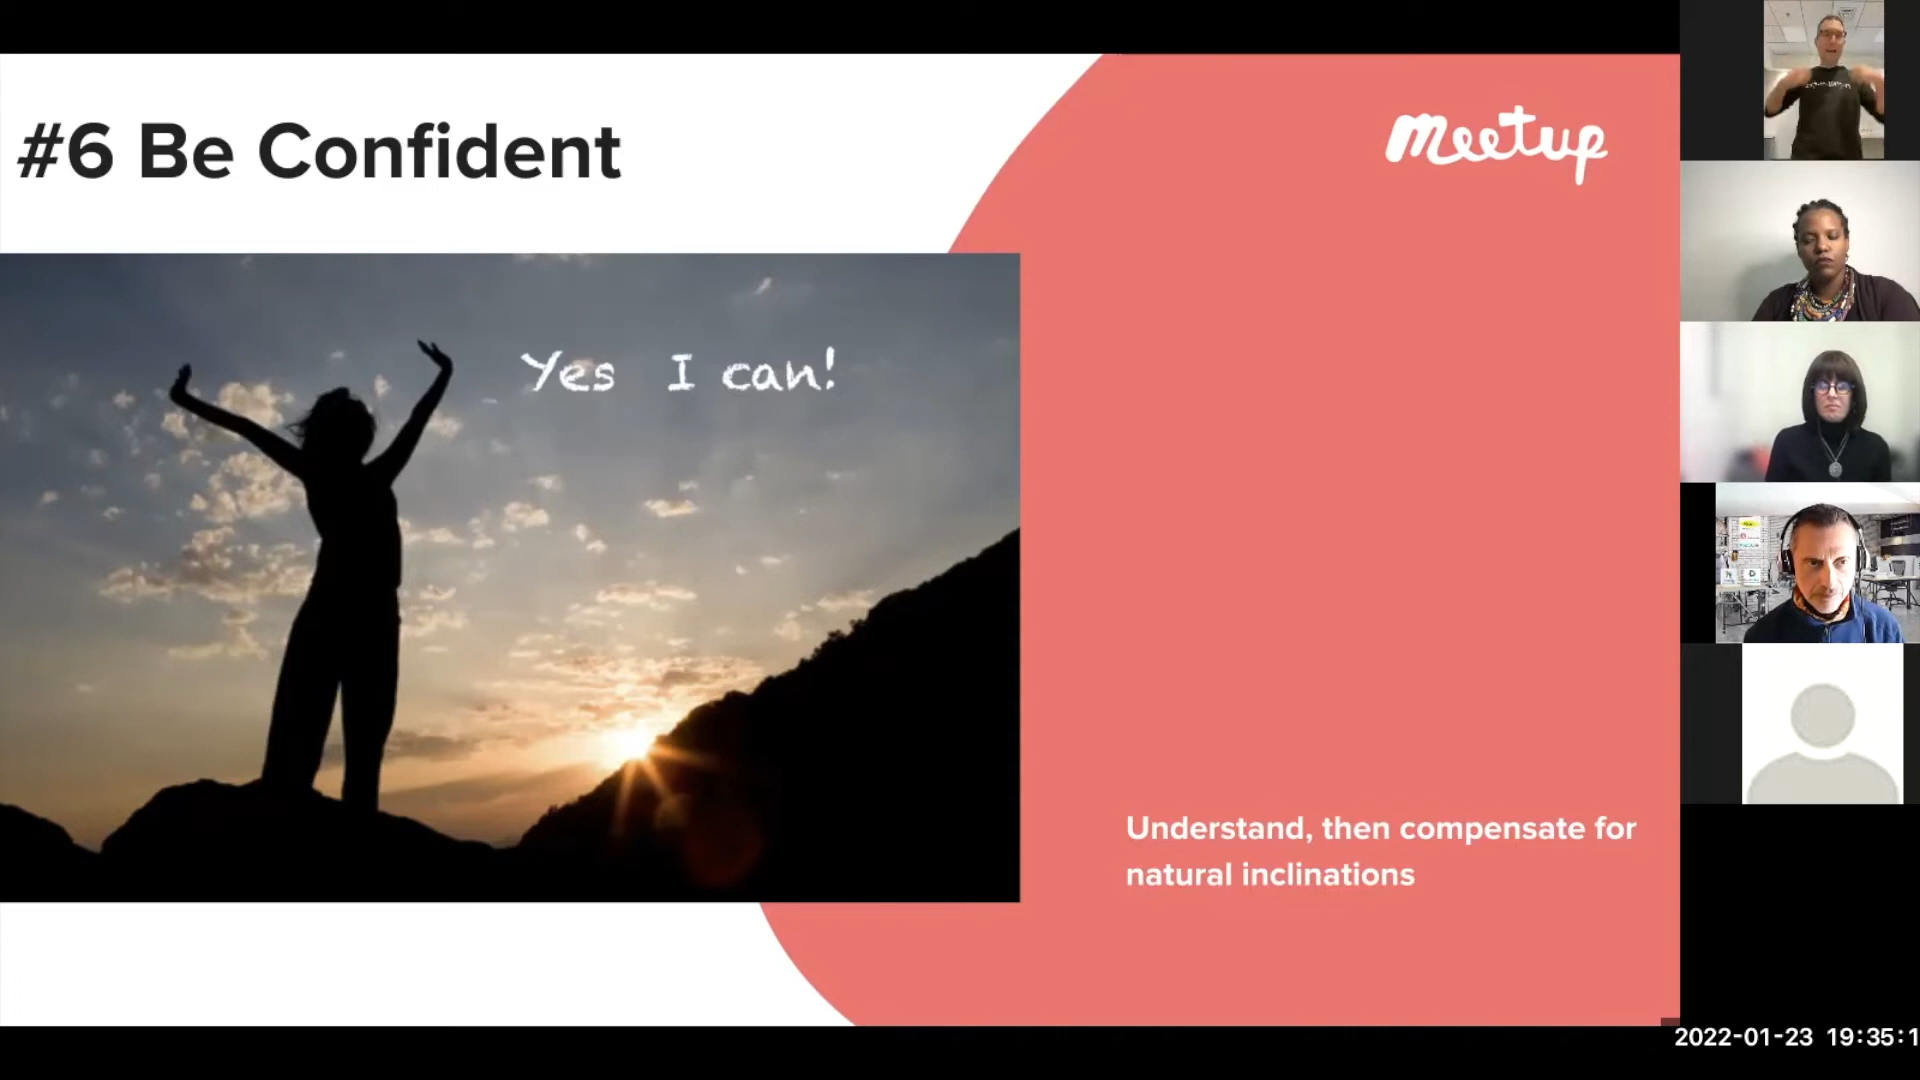 #6 Be Confident
meetup
Yes I can!
Understand, then compensate for
natural inclinations
2022-01-23 19:35:1